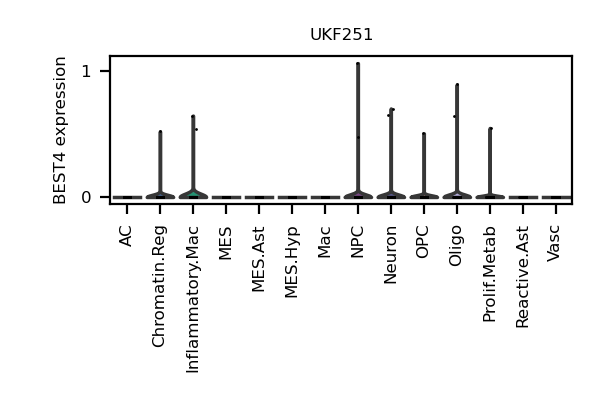 UKF251
BEST4 expression
1
0
AC
Chromatin.Reg
Inflammatory.Mac
MES
MES.Ast
MES.Hyp
Mac
NPC
Neuron
OPC
Oligo
Prolif.Metab
Reactive.Ast
Vasc